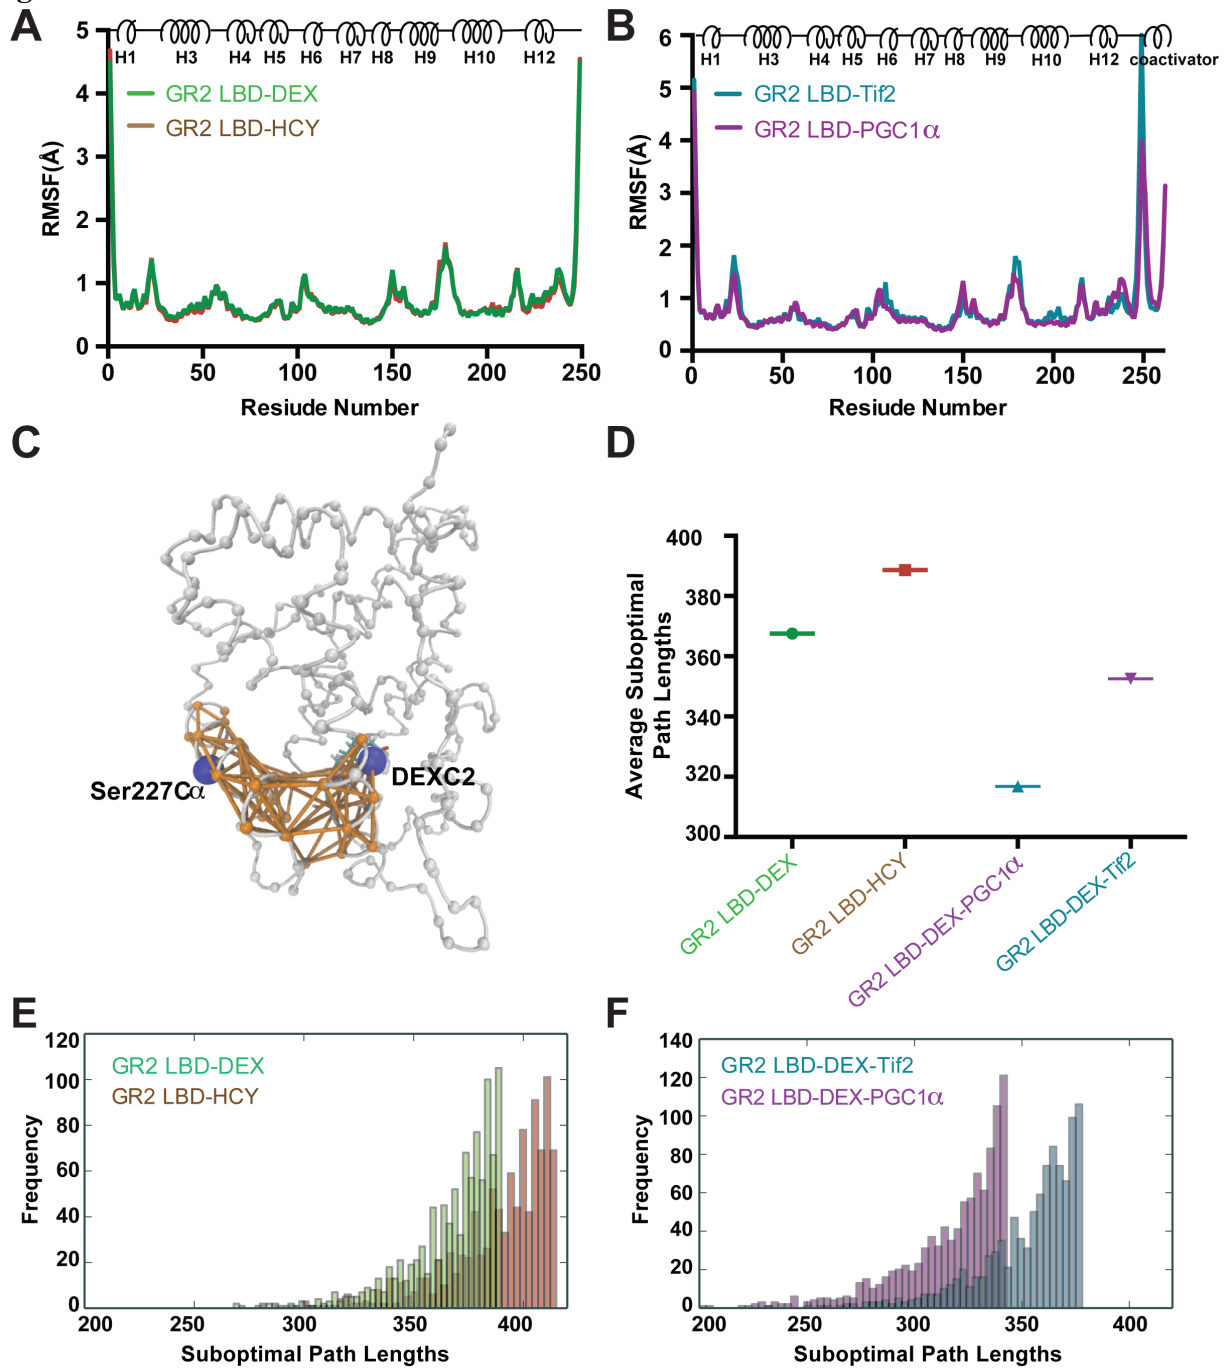 A
5
4
3
2
1
0
RMSF(Å)
H1 H3 H4 H5 H6 H7 H8 H9 H10 H12
GR2 LBD-DEX
GR2 LBD-HCY
0 50 100 150 200 250
Resiude Number
B
6
5
4
3
2
1
0
RMSF(Å)
H1 H3 H4 H5 H6 H7 H8 H9 H10 H12 coactivator
GR2 LBD-Tif2
GR2 LBD-PGC1α
0 50 100 150 200 250
Resiude Number
C
Ser227Cα
DEXC2
D
400
380
360
340
320
300
Average Suboptimal
Path Lengths
GR2 LBD-DEX
GR2 LBD-HCY
GR2 LBD-DEX-PGC1α
GR2 LBD-DEX-Tif2
E
120
100
80
60
40
20
0
Frequency
GR2 LBD-DEX
GR2 LBD-HCY
200 250 300 350 400
Suboptimal Path Lengths
F
140
120
100
80
60
40
20
0
Frequency
GR2 LBD-DEX-Tif2
GR2 LBD-DEX-PGC1α
200 250 300 350 400
Suboptimal Path Lengths